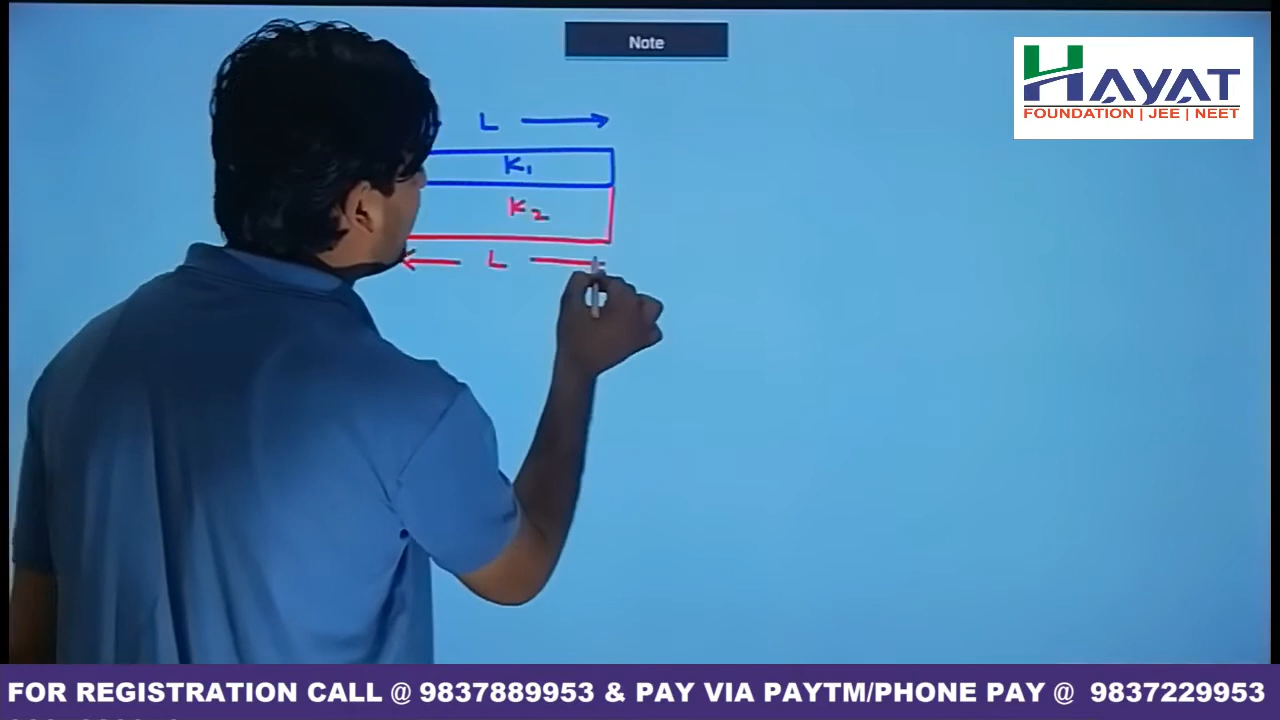 Note
HAYAT
FOUNDATION | JEE | NEET
L
K1
K2
L
FOR REGISTRATION CALL @ 9837889953 & PAY VIA PAYTM/PHONE PAY @ 9837229953